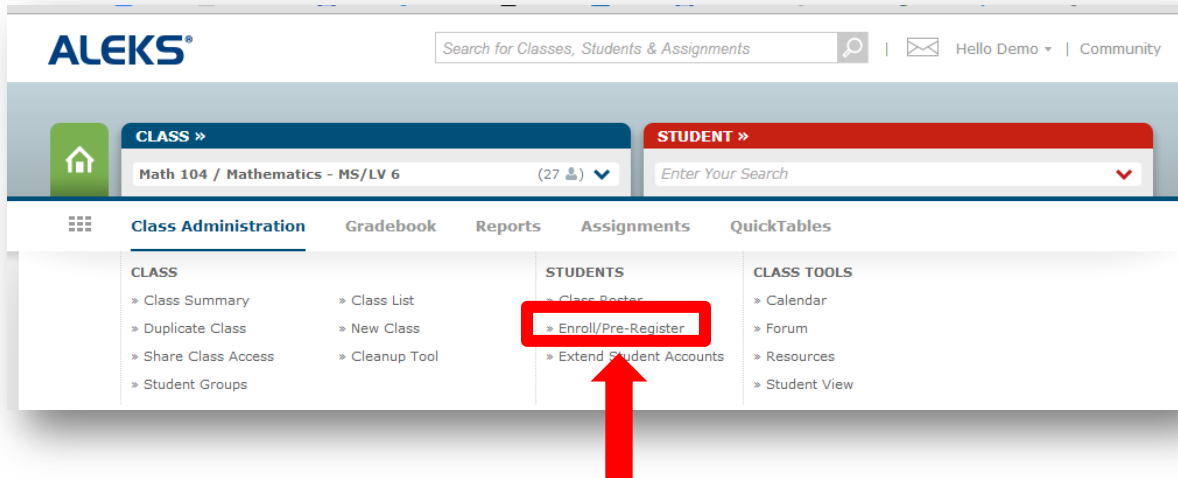 ALEKS®
Search for Classes, Students & Assignments | Hello Demo | Community
CLASS »
Math 104 / Mathematics - MS/LV 6 (27)
STUDENT »
Enter Your Search
Class Administration Gradebook Reports Assignments QuickTables
CLASS
» Class Summary
» Duplicate Class
» Share Class Access
» Student Groups
» Class List
» New Class
» Cleanup Tool
STUDENTS
» Class Roster
» Enroll/Pre-Register
» Extend Student Accounts
CLASS TOOLS
» Calendar
» Forum
» Resources
» Student View